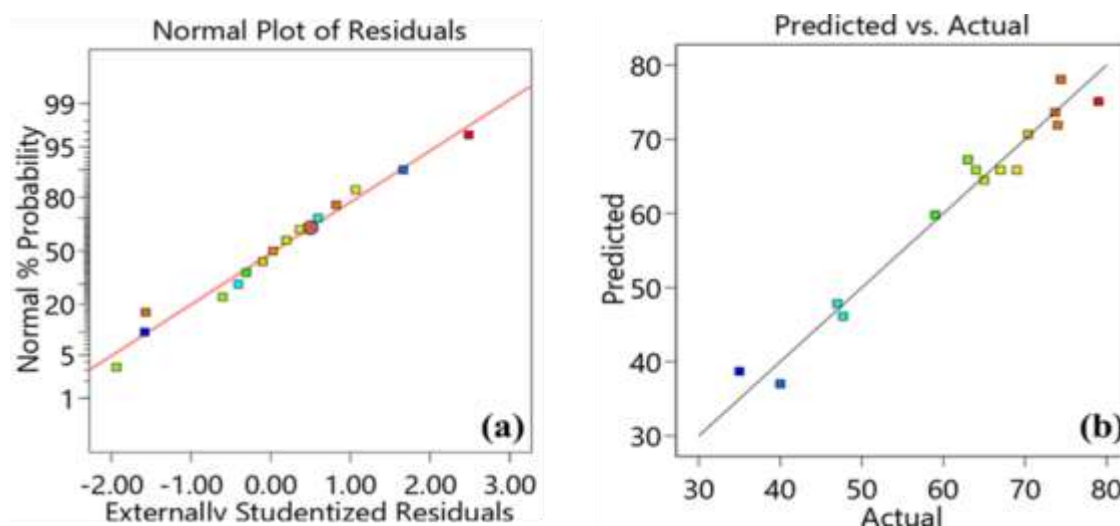 Normal Plot of Residuals
Normal % Probability
99
95
80
50
20
5
1
-2.00 -1.00 0.00 1.00 2.00 3.00
Externally Studentized Residuals
(a)
Predicted vs. Actual
Predicted
80
70
60
50
40
30
30 40 50 60 70 80
Actual
(b)